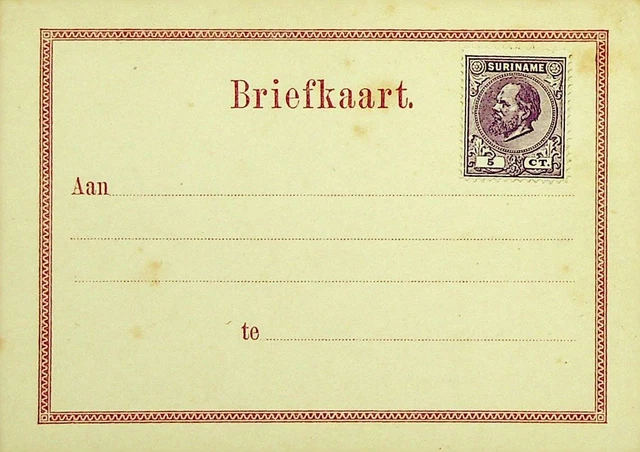 SURINAME
Briefkaart.
5 CT.
Aan
te